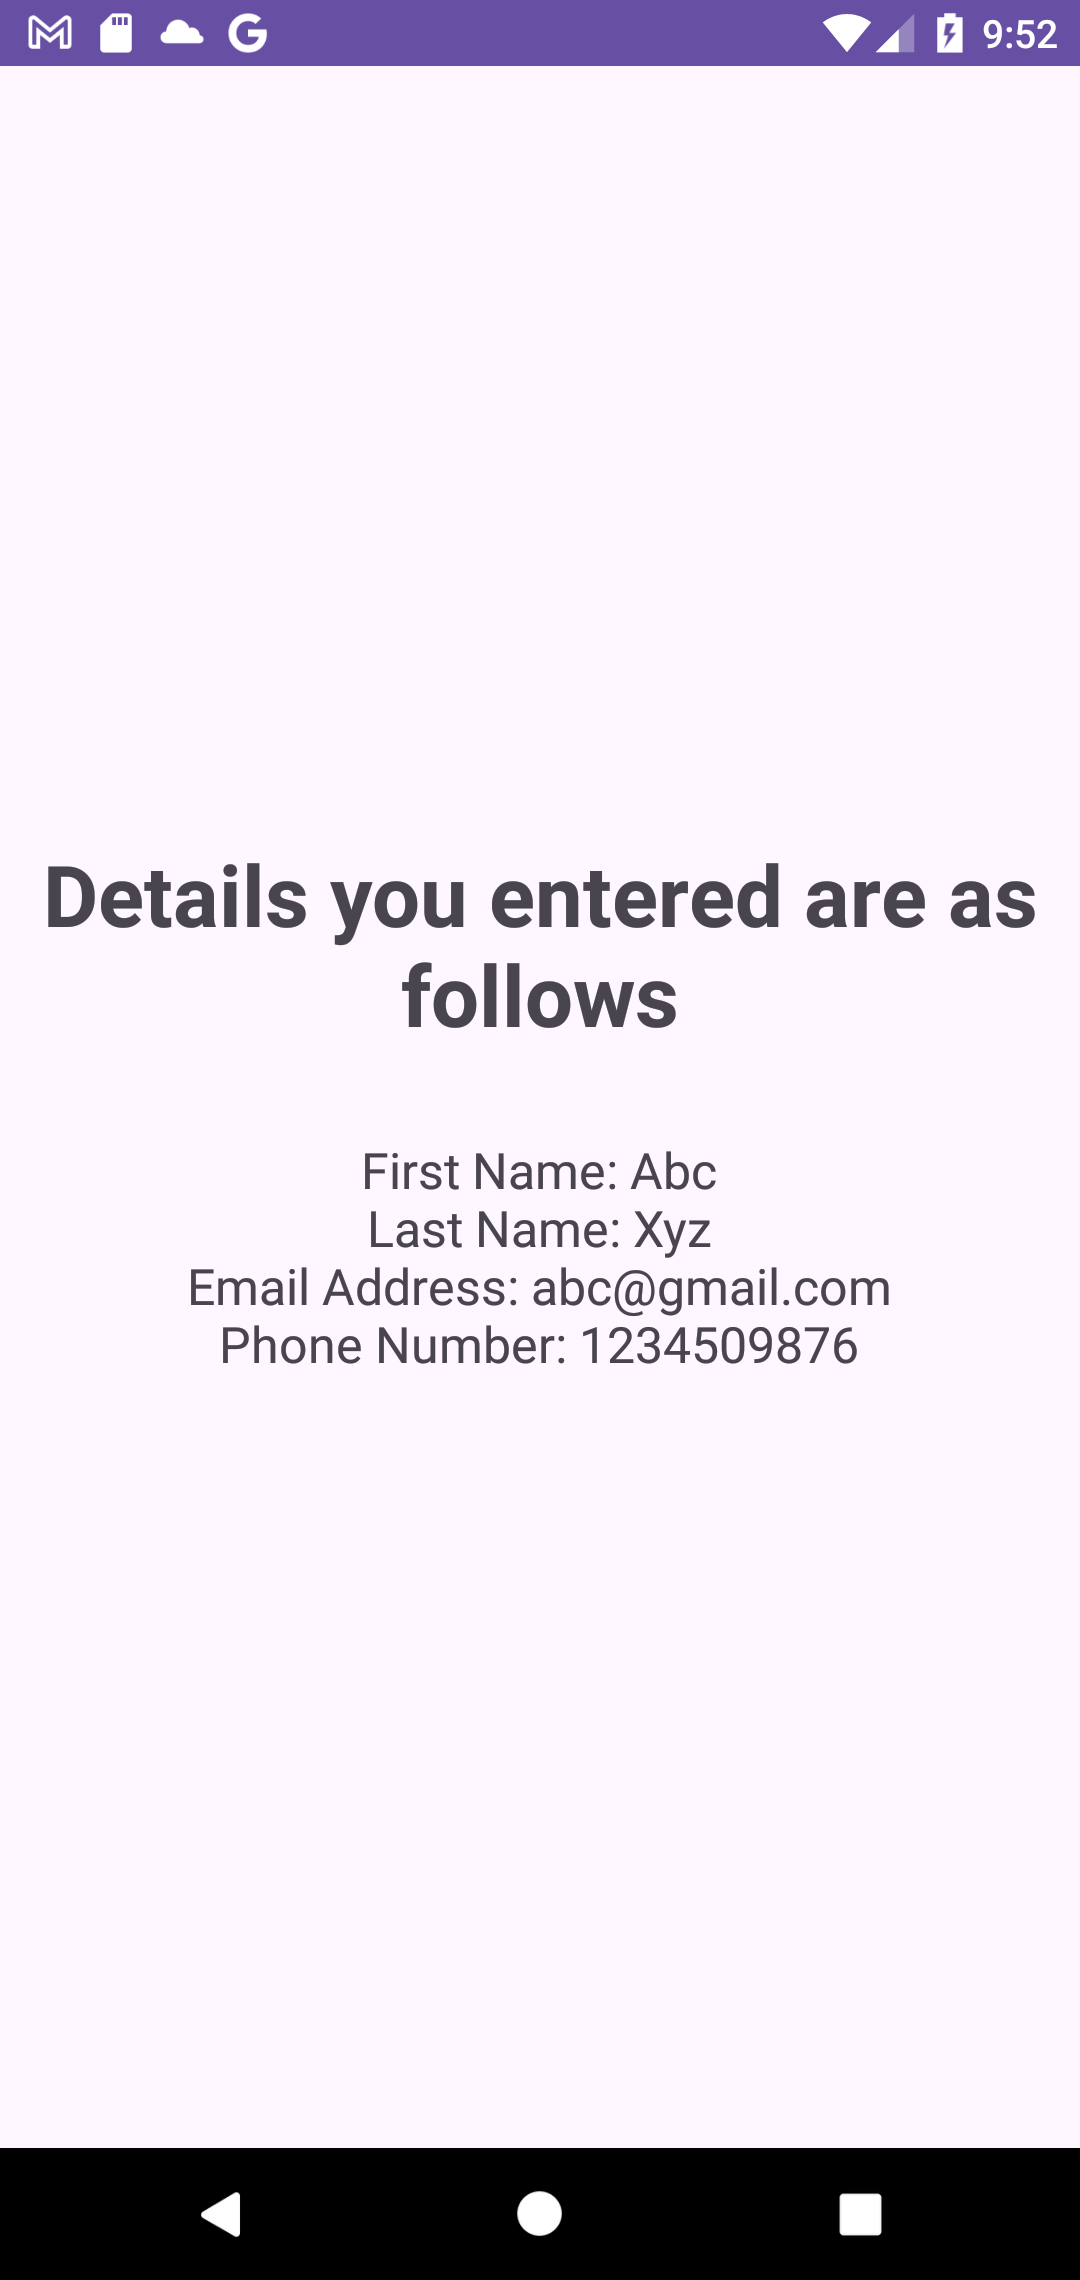 9:52
Details you entered are as
follows
First Name: Abc
Last Name: Xyz
Email Address: abc@gmail.com
Phone Number: 1234509876